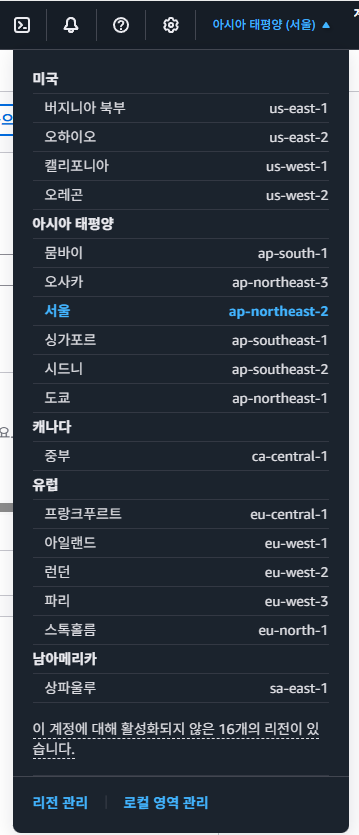 아시아 태평양 (서울) ▲
미국
버지니아 북부 us-east-1
오하이오 us-east-2
캘리포니아 us-west-1
오레곤 us-west-2
아시아 태평양
뭄바이 ap-south-1
오사카 ap-northeast-3
서울 ap-northeast-2
싱가포르 ap-southeast-1
시드니 ap-southeast-2
도쿄 ap-northeast-1
캐나다
요.
중부 ca-central-1
유럽
프랑크푸르트 eu-central-1
아일랜드 eu-west-1
런던 eu-west-2
파리 eu-west-3
스톡홀름 eu-north-1
남아메리카
상파울루 sa-east-1
이 계정에 대해 활성화되지 않은 16개의 리전이 있
습니다.
리전 관리 로컬 영역 관리